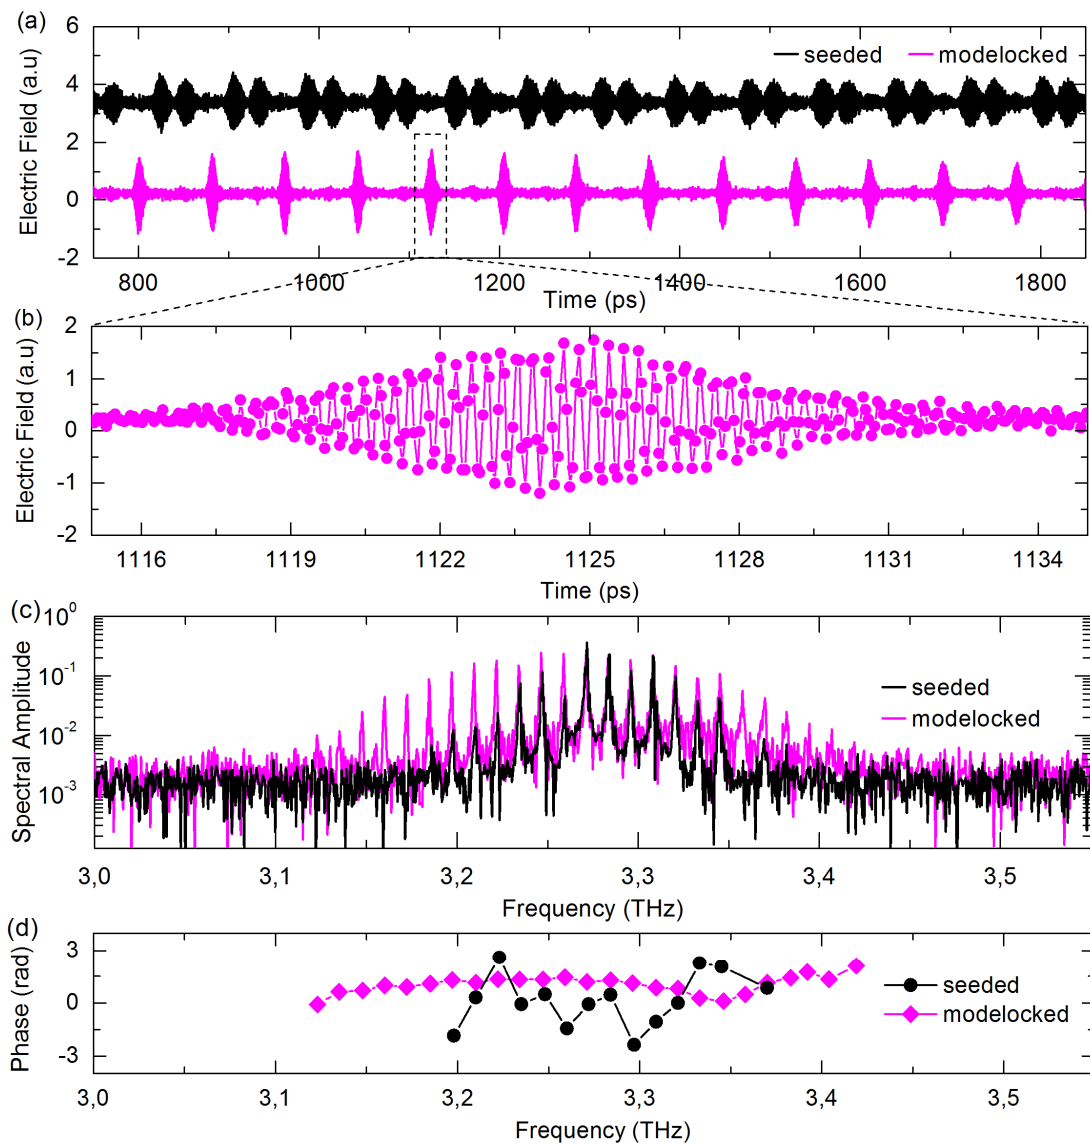 (a)
6
4
2
0
-2
Electric Field (a.u)
seeded modelocked
800 1000 1200 1400 1600 1800
Time (ps)
(b)
2
1
0
-1
-2
Electric Field (a.u)
1116 1119 1122 1125 1128 1131 1134
Time (ps)
(c)
10^0
10^-1
10^-2
10^-3
Spectral Amplitude
seeded
modelocked
3,0 3,1 3,2 3,3 3,4 3,5
Frequency (THz)
(d)
3
0
-3
Phase (rad)
seeded
modelocked
3,0 3,1 3,2 3,3 3,4 3,5
Frequency (THz)